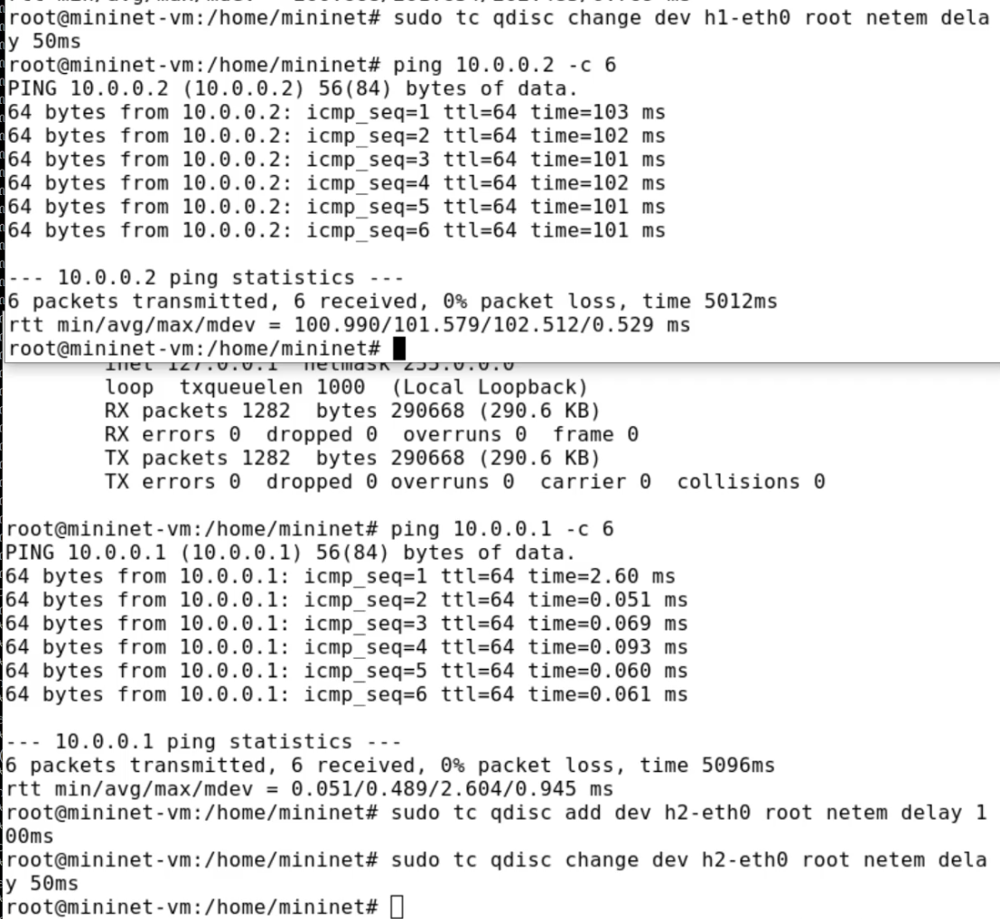 root@mininet-vm:/home/mininet# sudo tc qdisc change dev h1-eth0 root netem dela
y 50ms
root@mininet-vm:/home/mininet# ping 10.0.0.2 -c 6
PING 10.0.0.2 (10.0.0.2) 56(84) bytes of data.
64 bytes from 10.0.0.2: icmp_seq=1 ttl=64 time=103 ms
64 bytes from 10.0.0.2: icmp_seq=2 ttl=64 time=102 ms
64 bytes from 10.0.0.2: icmp_seq=3 ttl=64 time=101 ms
64 bytes from 10.0.0.2: icmp_seq=4 ttl=64 time=102 ms
64 bytes from 10.0.0.2: icmp_seq=5 ttl=64 time=101 ms
64 bytes from 10.0.0.2: icmp_seq=6 ttl=64 time=101 ms
--- 10.0.0.2 ping statistics ---
6 packets transmitted, 6 received, 0% packet loss, time 5012ms
rtt min/avg/max/mdev = 100.990/101.579/102.512/0.529 ms
root@mininet-vm:/home/mininet#
inet 127.0.0.1 netmask 255.0.0.0
loop txqueuelen 1000 (Local Loopback)
RX packets 1282 bytes 290668 (290.6 KB)
RX errors 0 dropped 0 overruns 0 frame 0
TX packets 1282 bytes 290668 (290.6 KB)
TX errors 0 dropped 0 overruns 0 carrier 0 collisions 0
root@mininet-vm:/home/mininet# ping 10.0.0.1 -c 6
PING 10.0.0.1 (10.0.0.1) 56(84) bytes of data.
64 bytes from 10.0.0.1: icmp_seq=1 ttl=64 time=2.60 ms
64 bytes from 10.0.0.1: icmp_seq=2 ttl=64 time=0.051 ms
64 bytes from 10.0.0.1: icmp_seq=3 ttl=64 time=0.069 ms
64 bytes from 10.0.0.1: icmp_seq=4 ttl=64 time=0.093 ms
64 bytes from 10.0.0.1: icmp_seq=5 ttl=64 time=0.060 ms
64 bytes from 10.0.0.1: icmp_seq=6 ttl=64 time=0.061 ms
--- 10.0.0.1 ping statistics ---
6 packets transmitted, 6 received, 0% packet loss, time 5096ms
rtt min/avg/max/mdev = 0.051/0.489/2.604/0.945 ms
root@mininet-vm:/home/mininet# sudo tc qdisc add dev h2-eth0 root netem delay 1
00ms
root@mininet-vm:/home/mininet# sudo tc qdisc change dev h2-eth0 root netem dela
y 50ms
root@mininet-vm:/home/mininet#